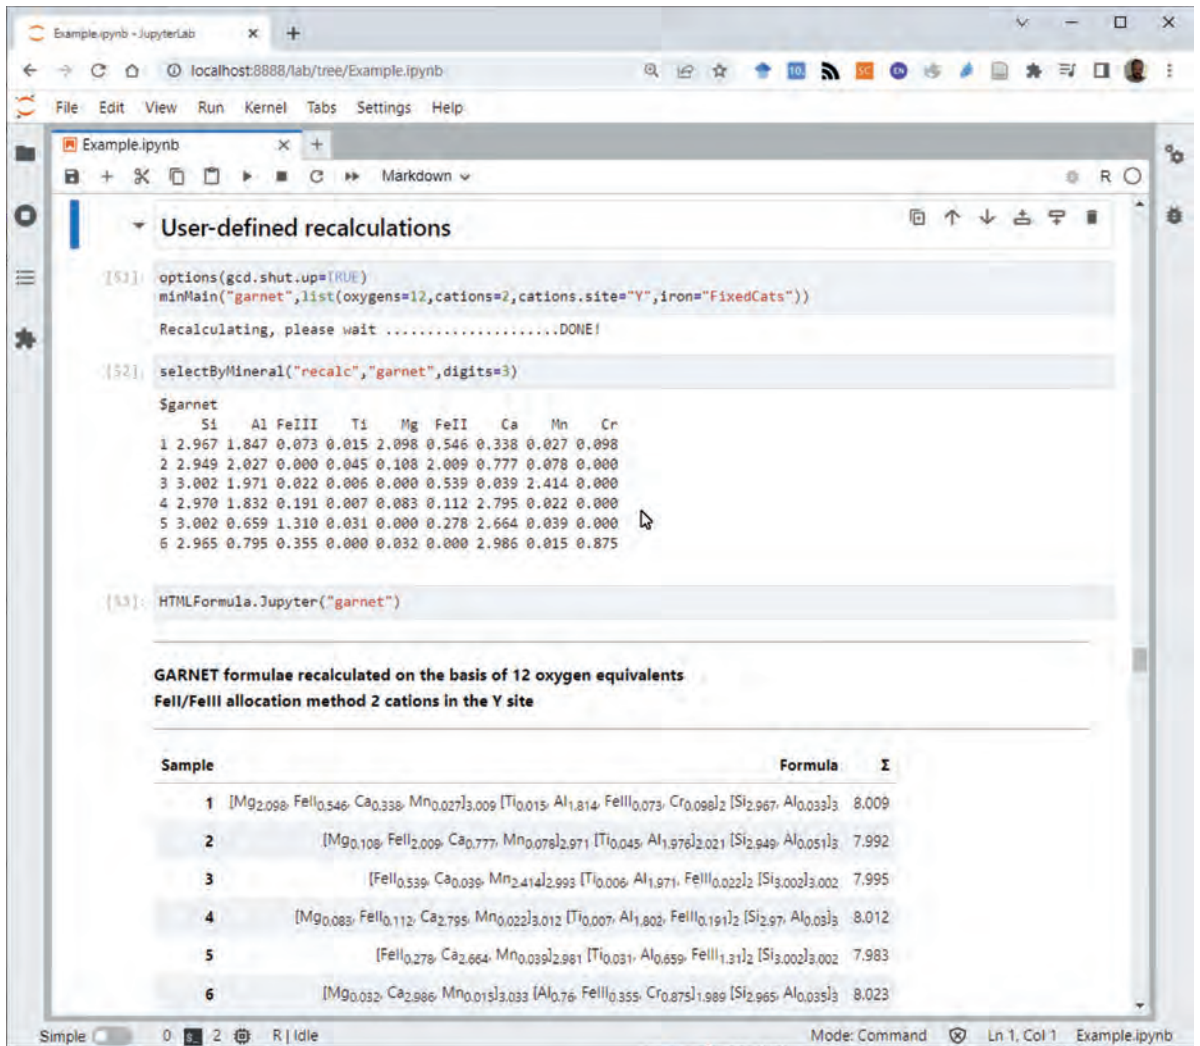 Example.ipynb - JupyterLab
localhost:8888/lab/tree/Example.ipynb
10.
SC
EN
File Edit View Run Kernel Tabs Settings Help
Example.ipynb
Markdown
R
User-defined recalculations
[51]: options(gcd.shut.up=TRUE)
minMain("garnet",list(oxygens=12,cations=2,cations.site="Y",iron="FixedCats"))
Recalculating, please wait .....................DONE!
[52]: selectByMineral("recalc","garnet",digits=3)
$garnet
Si Al FeIII Ti Mg FeII Ca Mn Cr
1 2.967 1.847 0.073 0.015 2.098 0.546 0.338 0.027 0.098
2 2.949 2.027 0.000 0.045 0.108 2.009 0.777 0.078 0.000
3 3.002 1.971 0.022 0.006 0.000 0.539 0.039 2.414 0.000
4 2.970 1.832 0.191 0.007 0.083 0.112 2.795 0.022 0.000
5 3.002 0.659 1.310 0.031 0.000 0.278 2.664 0.039 0.000
6 2.965 0.795 0.355 0.000 0.032 0.000 2.986 0.015 0.875
[53]: HTMLFormula.Jupyter("garnet")
GARNET formulae recalculated on the basis of 12 oxygen equivalents
FeII/FeIII allocation method 2 cations in the Y site
Sample Formula Σ
1 [Mg2.098, FeII0.546, Ca0.338, Mn0.027]3.009 [Ti0.015, Al1.814, FeIII0.073, Cr0.098]2 [Si2.967, Al0.033]3 8.009
2 [Mg0.108, FeII2.009, Ca0.777, Mn0.078]2.971 [Ti0.045, Al1.976]2.021 [Si2.949, Al0.051]3 7.992
3 [FeII0.539, Ca0.039, Mn2.414]2.993 [Ti0.006, Al1.971, FeIII0.022]2 [Si3.002]3.002 7.995
4 [Mg0.083, FeII0.112, Ca2.795, Mn0.022]3.012 [Ti0.007, Al1.802, FeIII0.191]2 [Si2.97, Al0.03]3 8.012
5 [FeII0.278, Ca2.664, Mn0.039]2.981 [Ti0.031, Al0.659, FeIII1.31]2 [Si3.002]3.002 7.983
6 [Mg0.032, Ca2.986, Mn0.015]3.033 [Al0.76, FeIII0.355, Cr0.875]1.989 [Si2.965, Al0.035]3 8.023
Simple 0 2 R | Idle Mode: Command Ln 1, Col 1 Example.ipynb